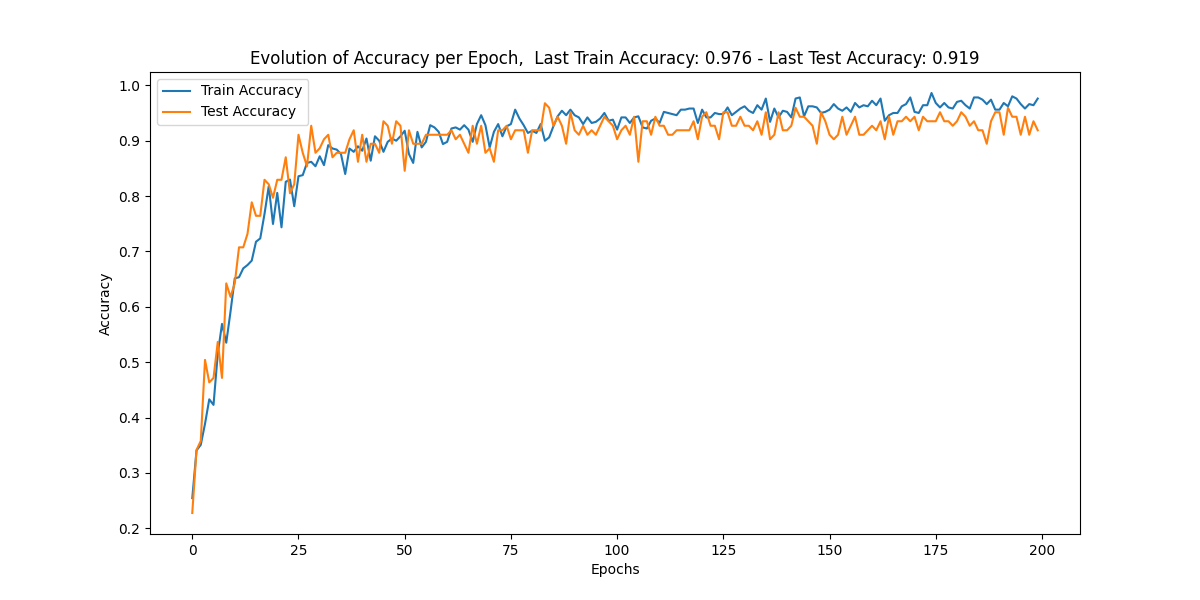 Evolution of Accuracy per Epoch,  Last Train Accuracy: 0.976 - Last Test Accuracy: 0.919
Train Accuracy
Test Accuracy
1.0
0.9
0.8
0.7
0.6
0.5
0.4
0.3
0.2
Accuracy
0 25 50 75 100 125 150 175 200
Epochs